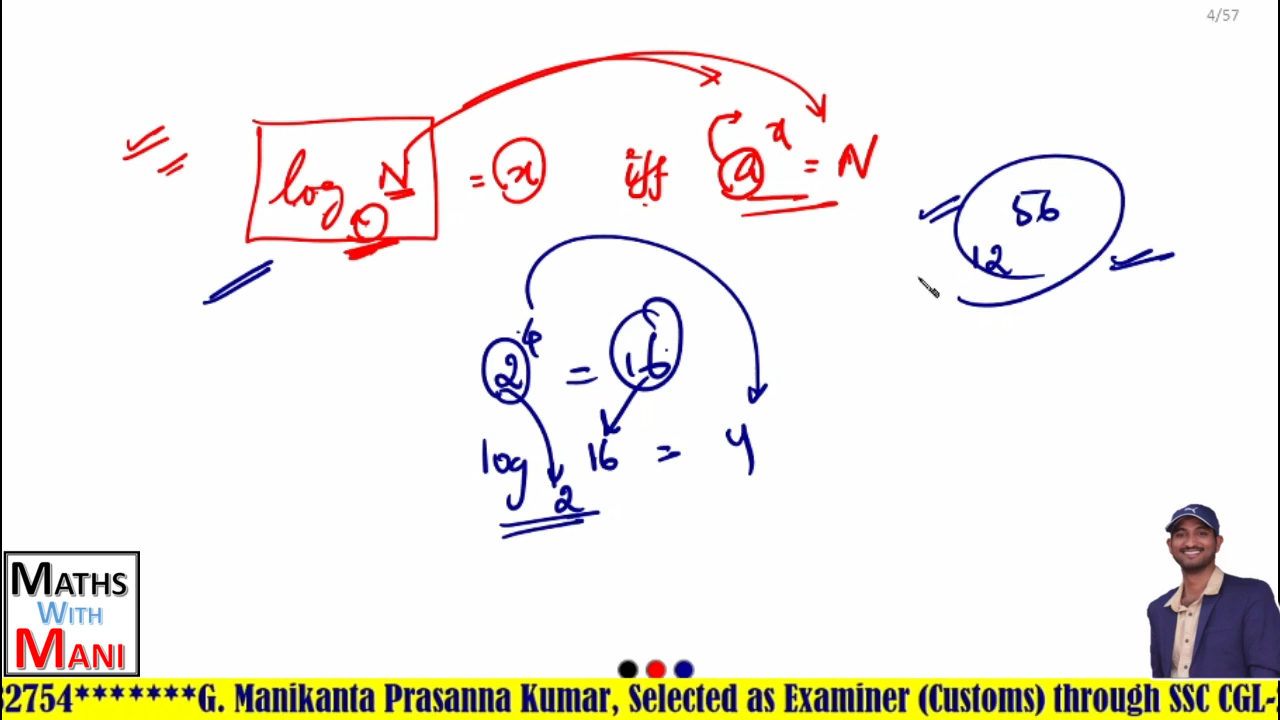 4/57
log_a N = x iff a^x = N
56
12
2^4 = 16
log_2 16 = 4
MATHS
WITH
MANI
32754*******G. Manikanta Prasanna Kumar, Selected as Examiner (Customs) through SSC CGL-